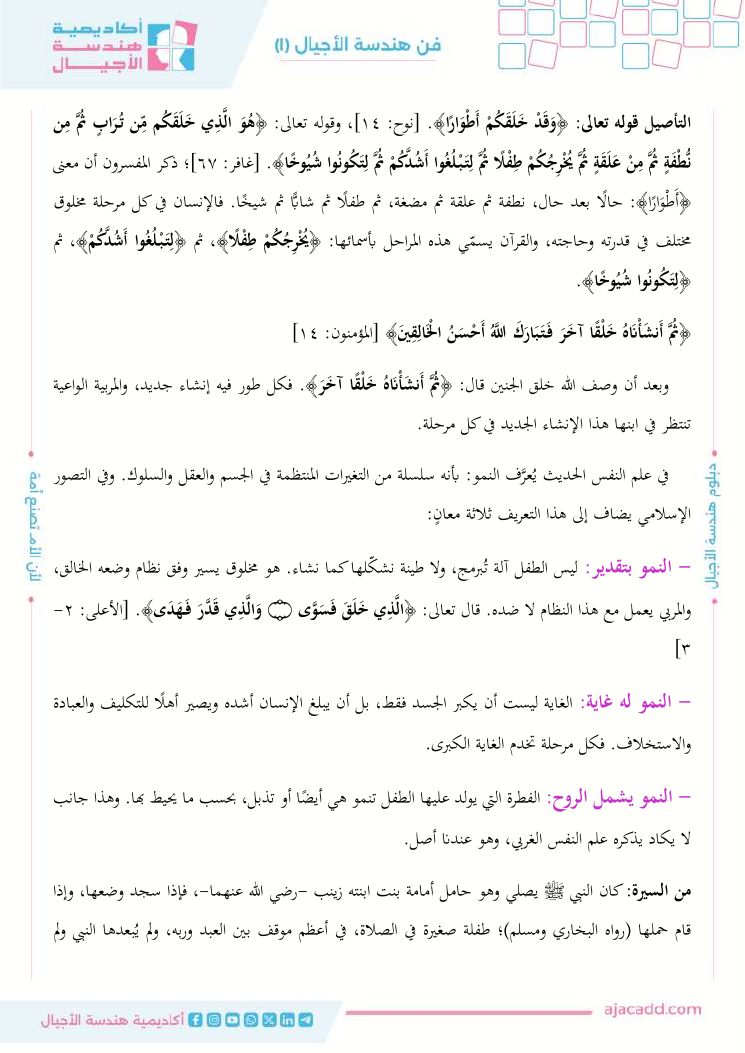 فن هندسة الأجيال (١)
أكاديمية
هندسة
الأجيال
التأصيل قوله تعالى: ﴿وَقَدْ خَلَقَكُمْ أَطْوَارًا﴾. [نوح: ١٤]، وقوله تعالى: ﴿هُوَ الَّذِي خَلَقَكُم مِّن تُرَابٍ ثُمَّ مِن
نُّطْفَةٍ ثُمَّ مِنْ عَلَقَةٍ ثُمَّ يُخْرِجُكُمْ طِفْلًا ثُمَّ لِتَبْلُغُوا أَشُدَّكُمْ ثُمَّ لِتَكُونُوا شُيُوخًا﴾. [غافر: ٦٧]؛ ذكر المفسرون أن معنى
﴿أَطْوَارًا﴾: حالًا بعد حال، نطفة ثم علقة ثم مضغة، ثم طفلًا ثم شابًّا ثم شيخًا. فالإنسان في كل مرحلة مخلوق
مختلف في قدرته وحاجته، والقرآن يسمّي هذه المراحل بأسمائها: ﴿يُخْرِجُكُمْ طِفْلًا﴾، ثم ﴿لِتَبْلُغُوا أَشُدَّكُمْ﴾، ثم
﴿لِتَكُونُوا شُيُوخًا﴾.
﴿ثُمَّ أَنشَأْنَاهُ خَلْقًا آخَرَ فَتَبَارَكَ اللَّهُ أَحْسَنُ الْخَالِقِينَ﴾ [المؤمنون: ١٤]
وبعد أن وصف الله خلق الجنين قال: ﴿ثُمَّ أَنشَأْنَاهُ خَلْقًا آخَرَ﴾. فكل طور فيه إنشاء جديد، والمربية الواعية
تنتظر في ابنها هذا الإنشاء الجديد في كل مرحلة.
في علم النفس الحديث يُعرَّف النمو: بأنه سلسلة من التغيرات المنتظمة في الجسم والعقل والسلوك. وفي التصور
الإسلامي يضاف إلى هذا التعريف ثلاثة معانٍ:
– النمو بتقدير: ليس الطفل آلة تُبرمج، ولا طينة نشكّلها كما نشاء. هو مخلوق يسير وفق نظام وضعه الخالق،
والمربي يعمل مع هذا النظام لا ضده. قال تعالى: ﴿الَّذِي خَلَقَ فَسَوَّى ۝ وَالَّذِي قَدَّرَ فَهَدَى﴾. [الأعلى: ٢–
٣]
– النمو له غاية: الغاية ليست أن يكبر الجسد فقط، بل أن يبلغ الإنسان أشده ويصير أهلًا للتكليف والعبادة
والاستخلاف. فكل مرحلة تخدم الغاية الكبرى.
– النمو يشمل الروح: الفطرة التي يولد عليها الطفل تنمو هي أيضًا أو تذبل، بحسب ما يحيط بها. وهذا جانب
لا يكاد يذكره علم النفس الغربي، وهو عندنا أصل.
من السيرة: كان النبي ﷺ يصلي وهو حامل أمامة بنت ابنته زينب –رضي الله عنهما–، فإذا سجد وضعها، وإذا
قام حملها (رواه البخاري ومسلم)؛ طفلة صغيرة في الصلاة، في أعظم موقف بين العبد وربه، ولم يُبعدها النبي ولم
دبلوم هندسة الأجيال
لأن الأم تصنع أمة
ajacadd.com
أكاديمية هندسة الأجيال